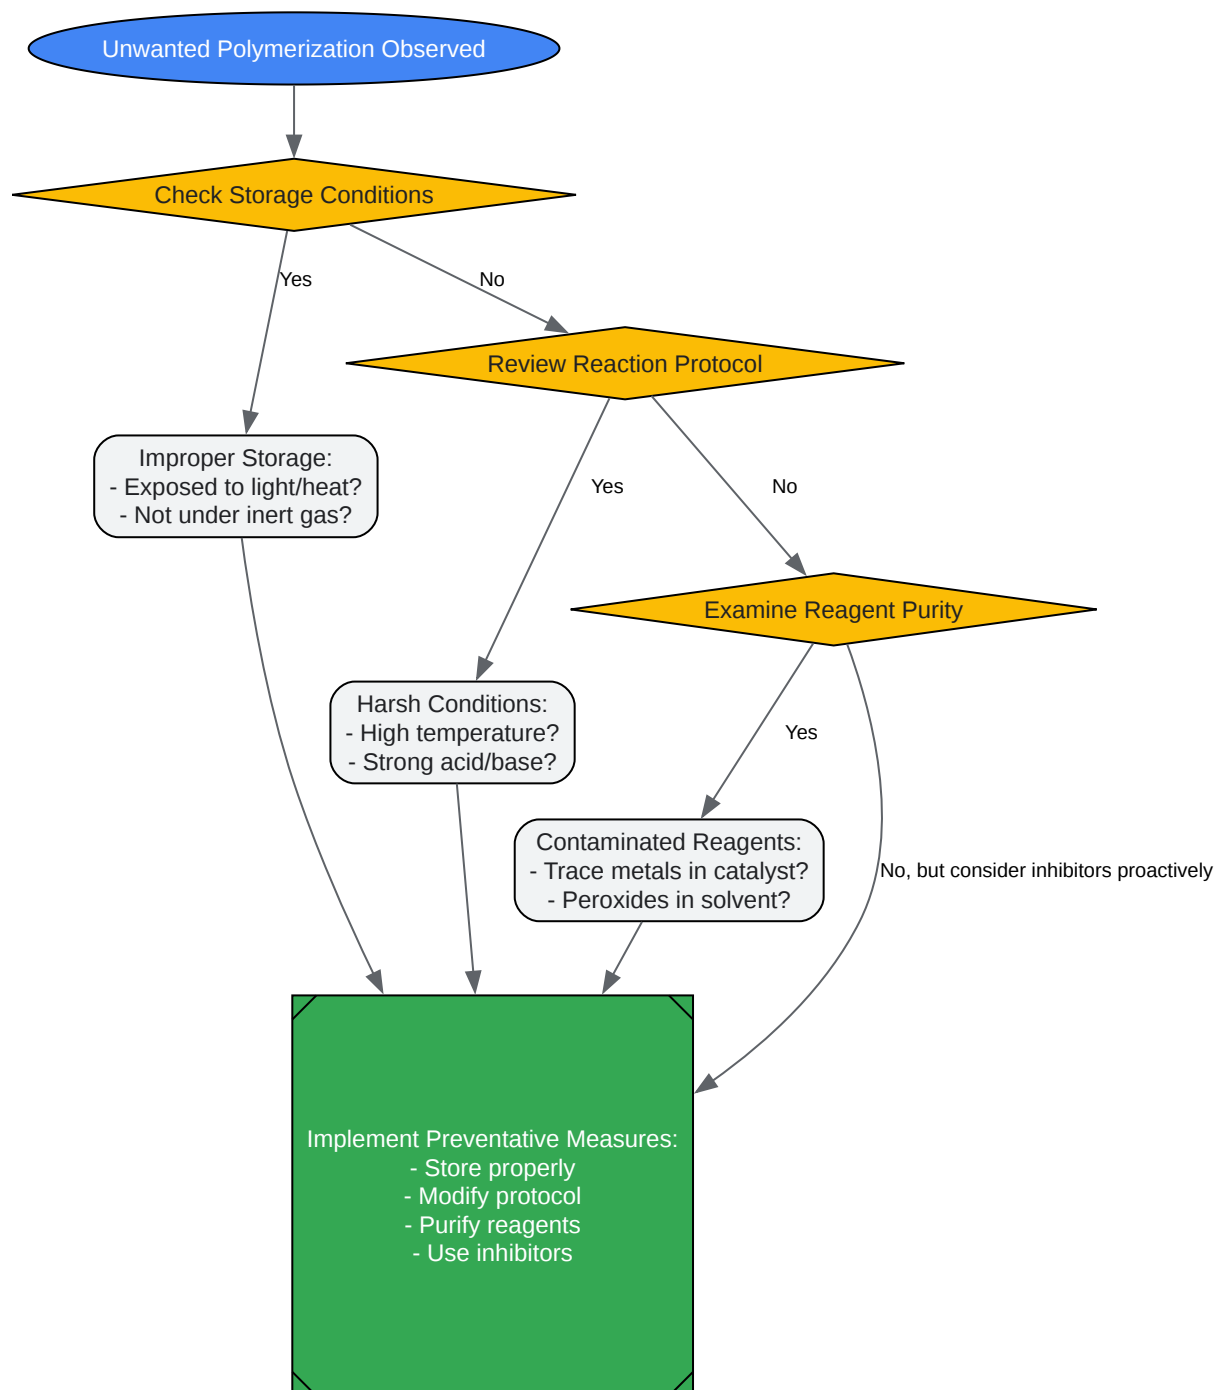 Unwanted Polymerization Observed
Check Storage Conditions
Yes
No
Review Reaction Protocol
Improper Storage:
- Exposed to light/heat?
- Not under inert gas?
Yes
No
Examine Reagent Purity
Harsh Conditions:
- High temperature?
- Strong acid/base?
Yes
Contaminated Reagents:
- Trace metals in catalyst?
- Peroxides in solvent?
No, but consider inhibitors proactively
Implement Preventative Measures:
- Store properly
- Modify protocol
- Purify reagents
- Use inhibitors